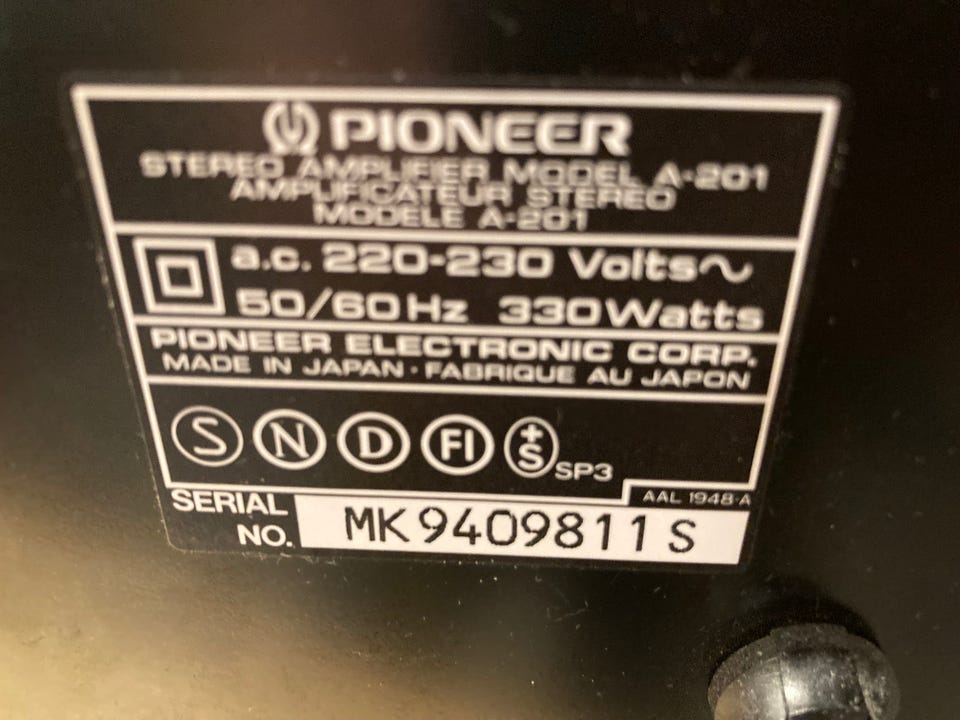 PIONEER
STEREO AMPLIFIER MODEL A-201
AMPLIFICATEUR STEREO
MODELE A-201
a.c. 220-230 Volts~
50/60Hz 330Watts
PIONEER ELECTRONIC CORP.
MADE IN JAPAN · FABRIQUE AU JAPON
S N D FI +S SP3
AAL 1948-A
SERIAL NO. MK9409811S